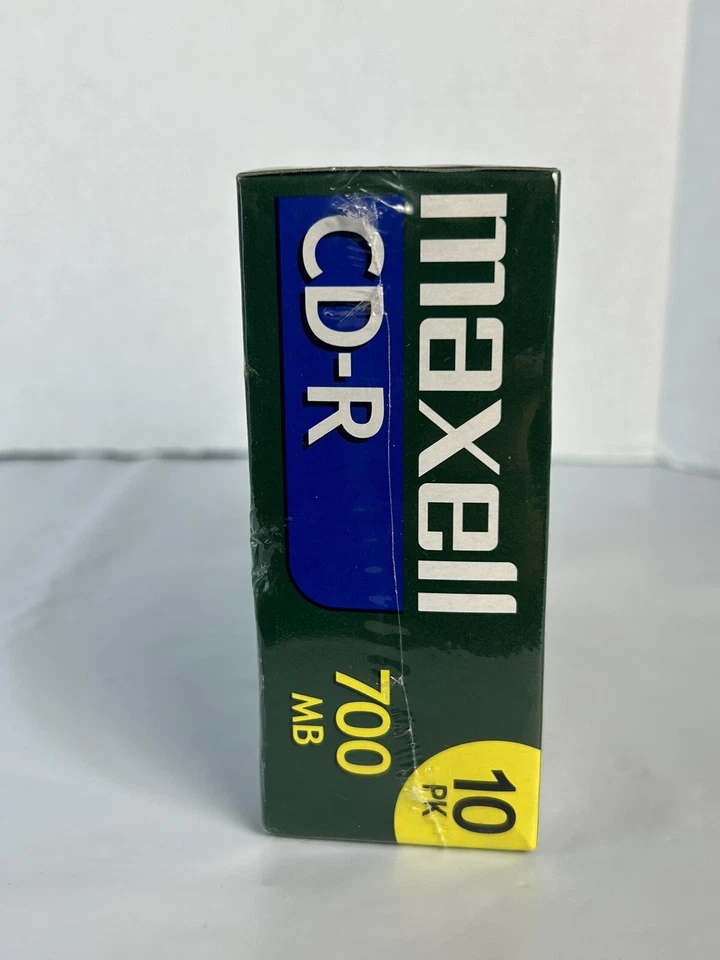 maxell
CD-R
700
MB
10
PK